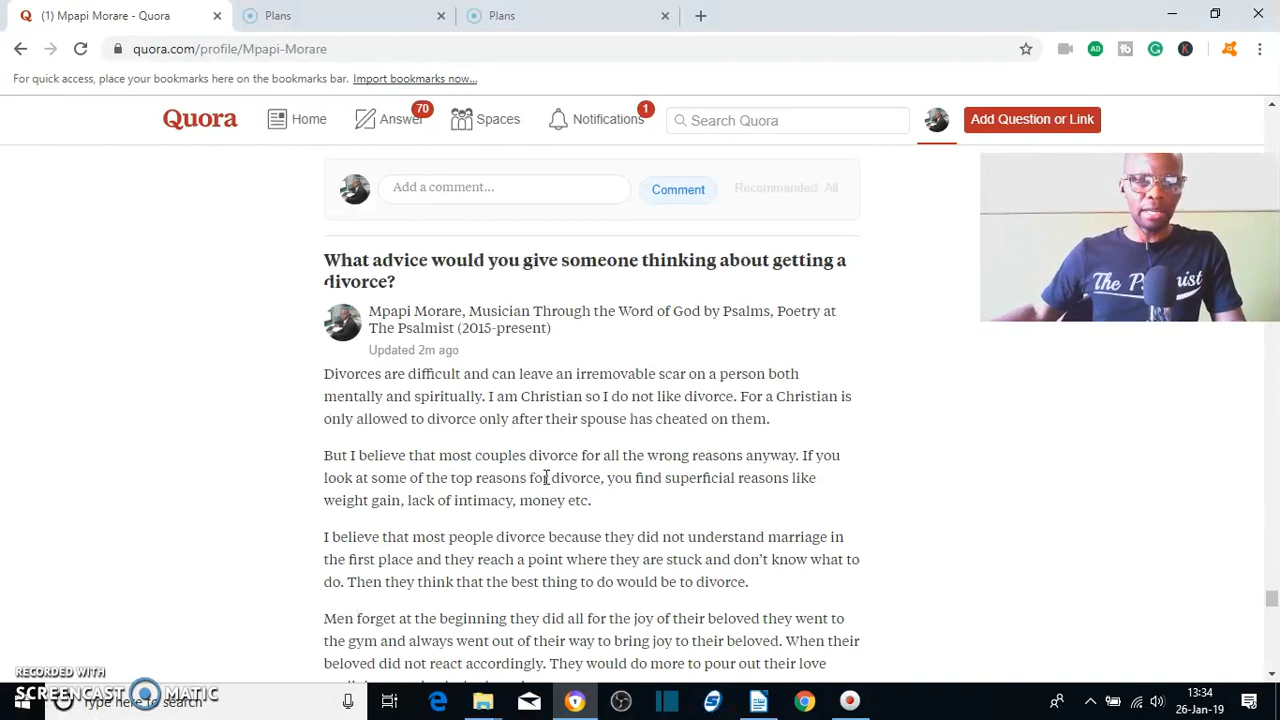 (1) Mpapi Morare - Quora
Plans
Plans
quora.com/profile/Mpapi-Morare
For quick access, place your bookmarks here on the bookmarks bar. Import bookmarks now...
Quora Home Answer 70 Spaces Notifications 1 Search Quora Add Question or Link
Add a comment... Comment Recommended All
What advice would you give someone thinking about getting a
divorce?
Mpapi Morare, Musician Through the Word of God by Psalms, Poetry at
The Psalmist (2015-present)
Updated 2m ago
Divorces are difficult and can leave an irremovable scar on a person both
mentally and spiritually. I am Christian so I do not like divorce. For a Christian is
only allowed to divorce only after their spouse has cheated on them.
But I believe that most couples divorce for all the wrong reasons anyway. If you
look at some of the top reasons for divorce, you find superficial reasons like
weight gain, lack of intimacy, money etc.
I believe that most people divorce because they did not understand marriage in
the first place and they reach a point where they are stuck and don't know what to
do. Then they think that the best thing to do would be to divorce.
Men forget at the beginning they did all for the joy of their beloved they went to
the gym and always went out of their way to bring joy to their beloved. When their
beloved did not react accordingly. They would do more to pour out their love
The Psalmist
RECORDED WITH
SCREENCAST MATIC
Type here to search
13:34
26-Jan-19